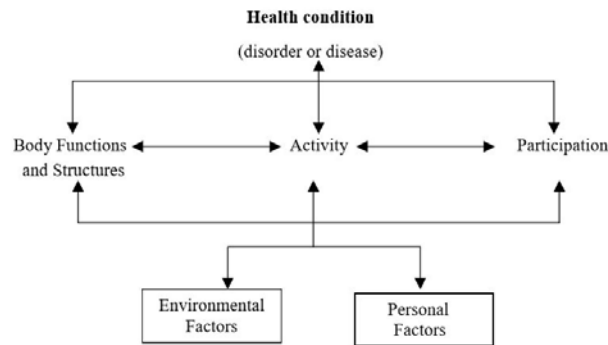 Health condition
(disorder or disease)
Body Functions
and Structures
Activity
Participation
Environmental
Factors
Personal
Factors